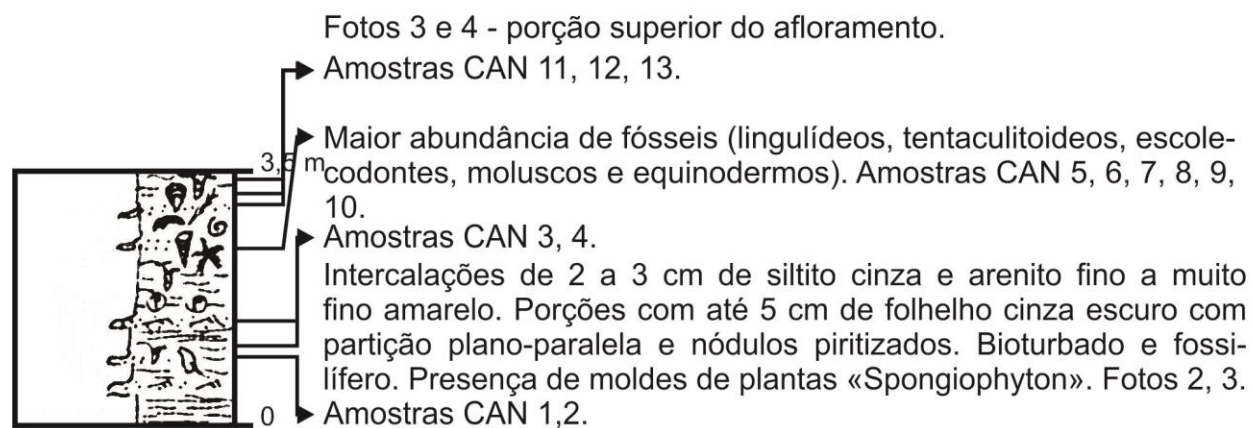 Fotos 3 e 4 - porção superior do afloramento.
Amostras CAN 11, 12, 13.
Maior abundância de fósseis (lingulídeos, tentaculitoideos, escole-
3,5 m
codontes, moluscos e equinodermos). Amostras CAN 5, 6, 7, 8, 9,
10.
Amostras CAN 3, 4.
Intercalações de 2 a 3 cm de siltito cinza e arenito fino a muito
fino amarelo. Porções com até 5 cm de folhelho cinza escuro com
partição plano-paralela e nódulos piritizados. Bioturbado e fossi-
lífero. Presença de moldes de plantas «Spongiophyton». Fotos 2, 3.
0
Amostras CAN 1,2.